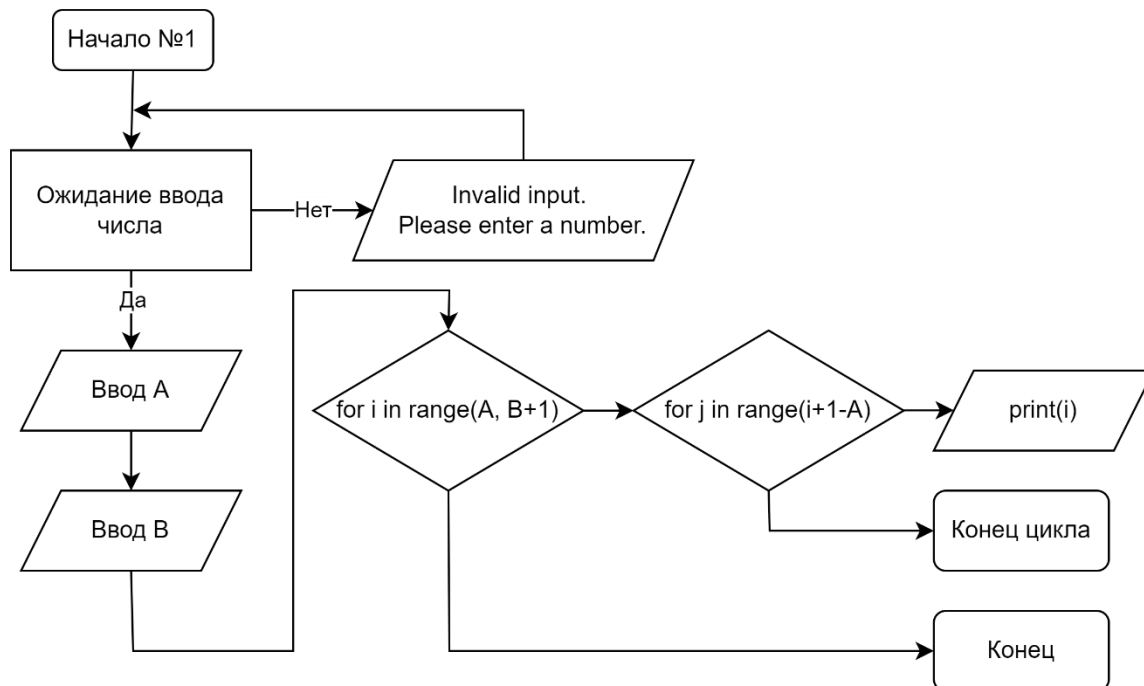 Начало №1
Ожидание ввода
числа
Нет
Invalid input.
Please enter a number.
Да
Ввод A
Ввод B
for i in range(A, B+1)
for j in range(i+1-A)
print(i)
Конец цикла
Конец